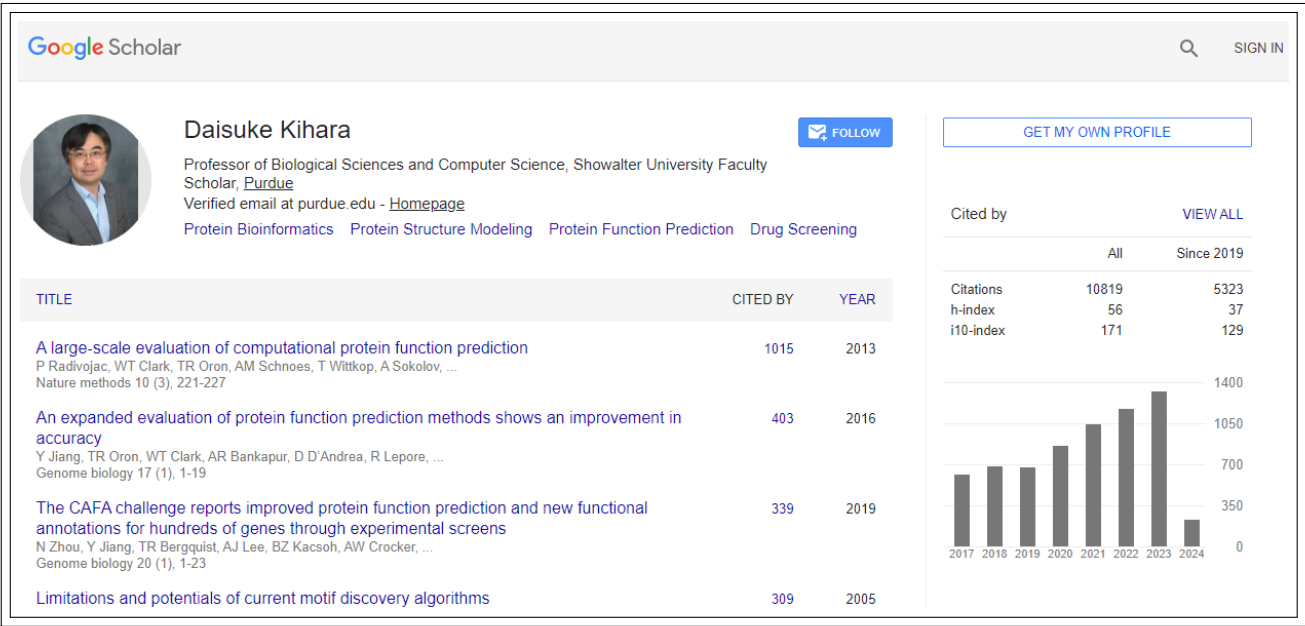 Google Scholar
SIGN IN
Daisuke Kihara
FOLLOW
Professor of Biological Sciences and Computer Science, Showalter University Faculty
Scholar, Purdue
Verified email at purdue.edu - Homepage
Protein Bioinformatics Protein Structure Modeling Protein Function Prediction Drug Screening
TITLE CITED BY YEAR
A large-scale evaluation of computational protein function prediction 1015 2013
P Radivojac, WT Clark, TR Oron, AM Schnoes, T Wittkop, A Sokolov, ...
Nature methods 10 (3), 221-227
An expanded evaluation of protein function prediction methods shows an improvement in 403 2016
accuracy
Y Jiang, TR Oron, WT Clark, AR Bankapur, D D'Andrea, R Lepore, ...
Genome biology 17 (1), 1-19
The CAFA challenge reports improved protein function prediction and new functional 339 2019
annotations for hundreds of genes through experimental screens
N Zhou, Y Jiang, TR Bergquist, AJ Lee, BZ Kacsoh, AW Crocker, ...
Genome biology 20 (1), 1-23
Limitations and potentials of current motif discovery algorithms 309 2005
GET MY OWN PROFILE
Cited by VIEW ALL
All Since 2019
Citations 10819 5323
h-index 56 37
i10-index 171 129
1400
1050
700
350
0
2017 2018 2019 2020 2021 2022 2023 2024